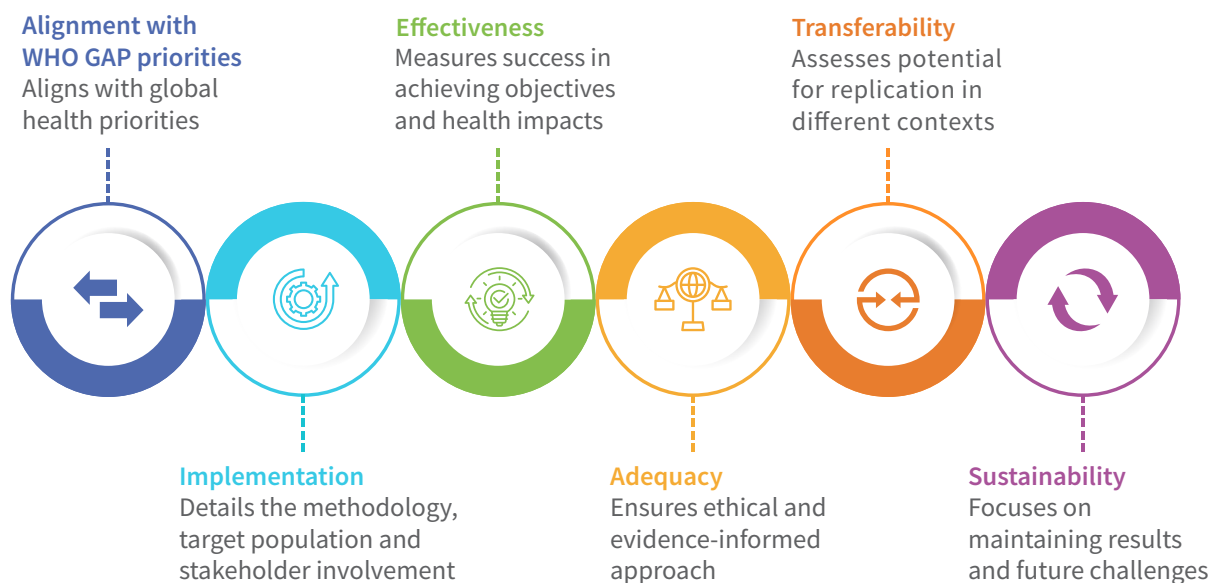 Alignment with
WHO GAP priorities
Aligns with global
health priorities
Effectiveness
Measures success in
achieving objectives
and health impacts
Transferability
Assesses potential
for replication in
different contexts
Implementation
Details the methodology,
target population and
stakeholder involvement
Adequacy
Ensures ethical and
evidence-informed
approach
Sustainability
Focuses on
maintaining results
and future challenges